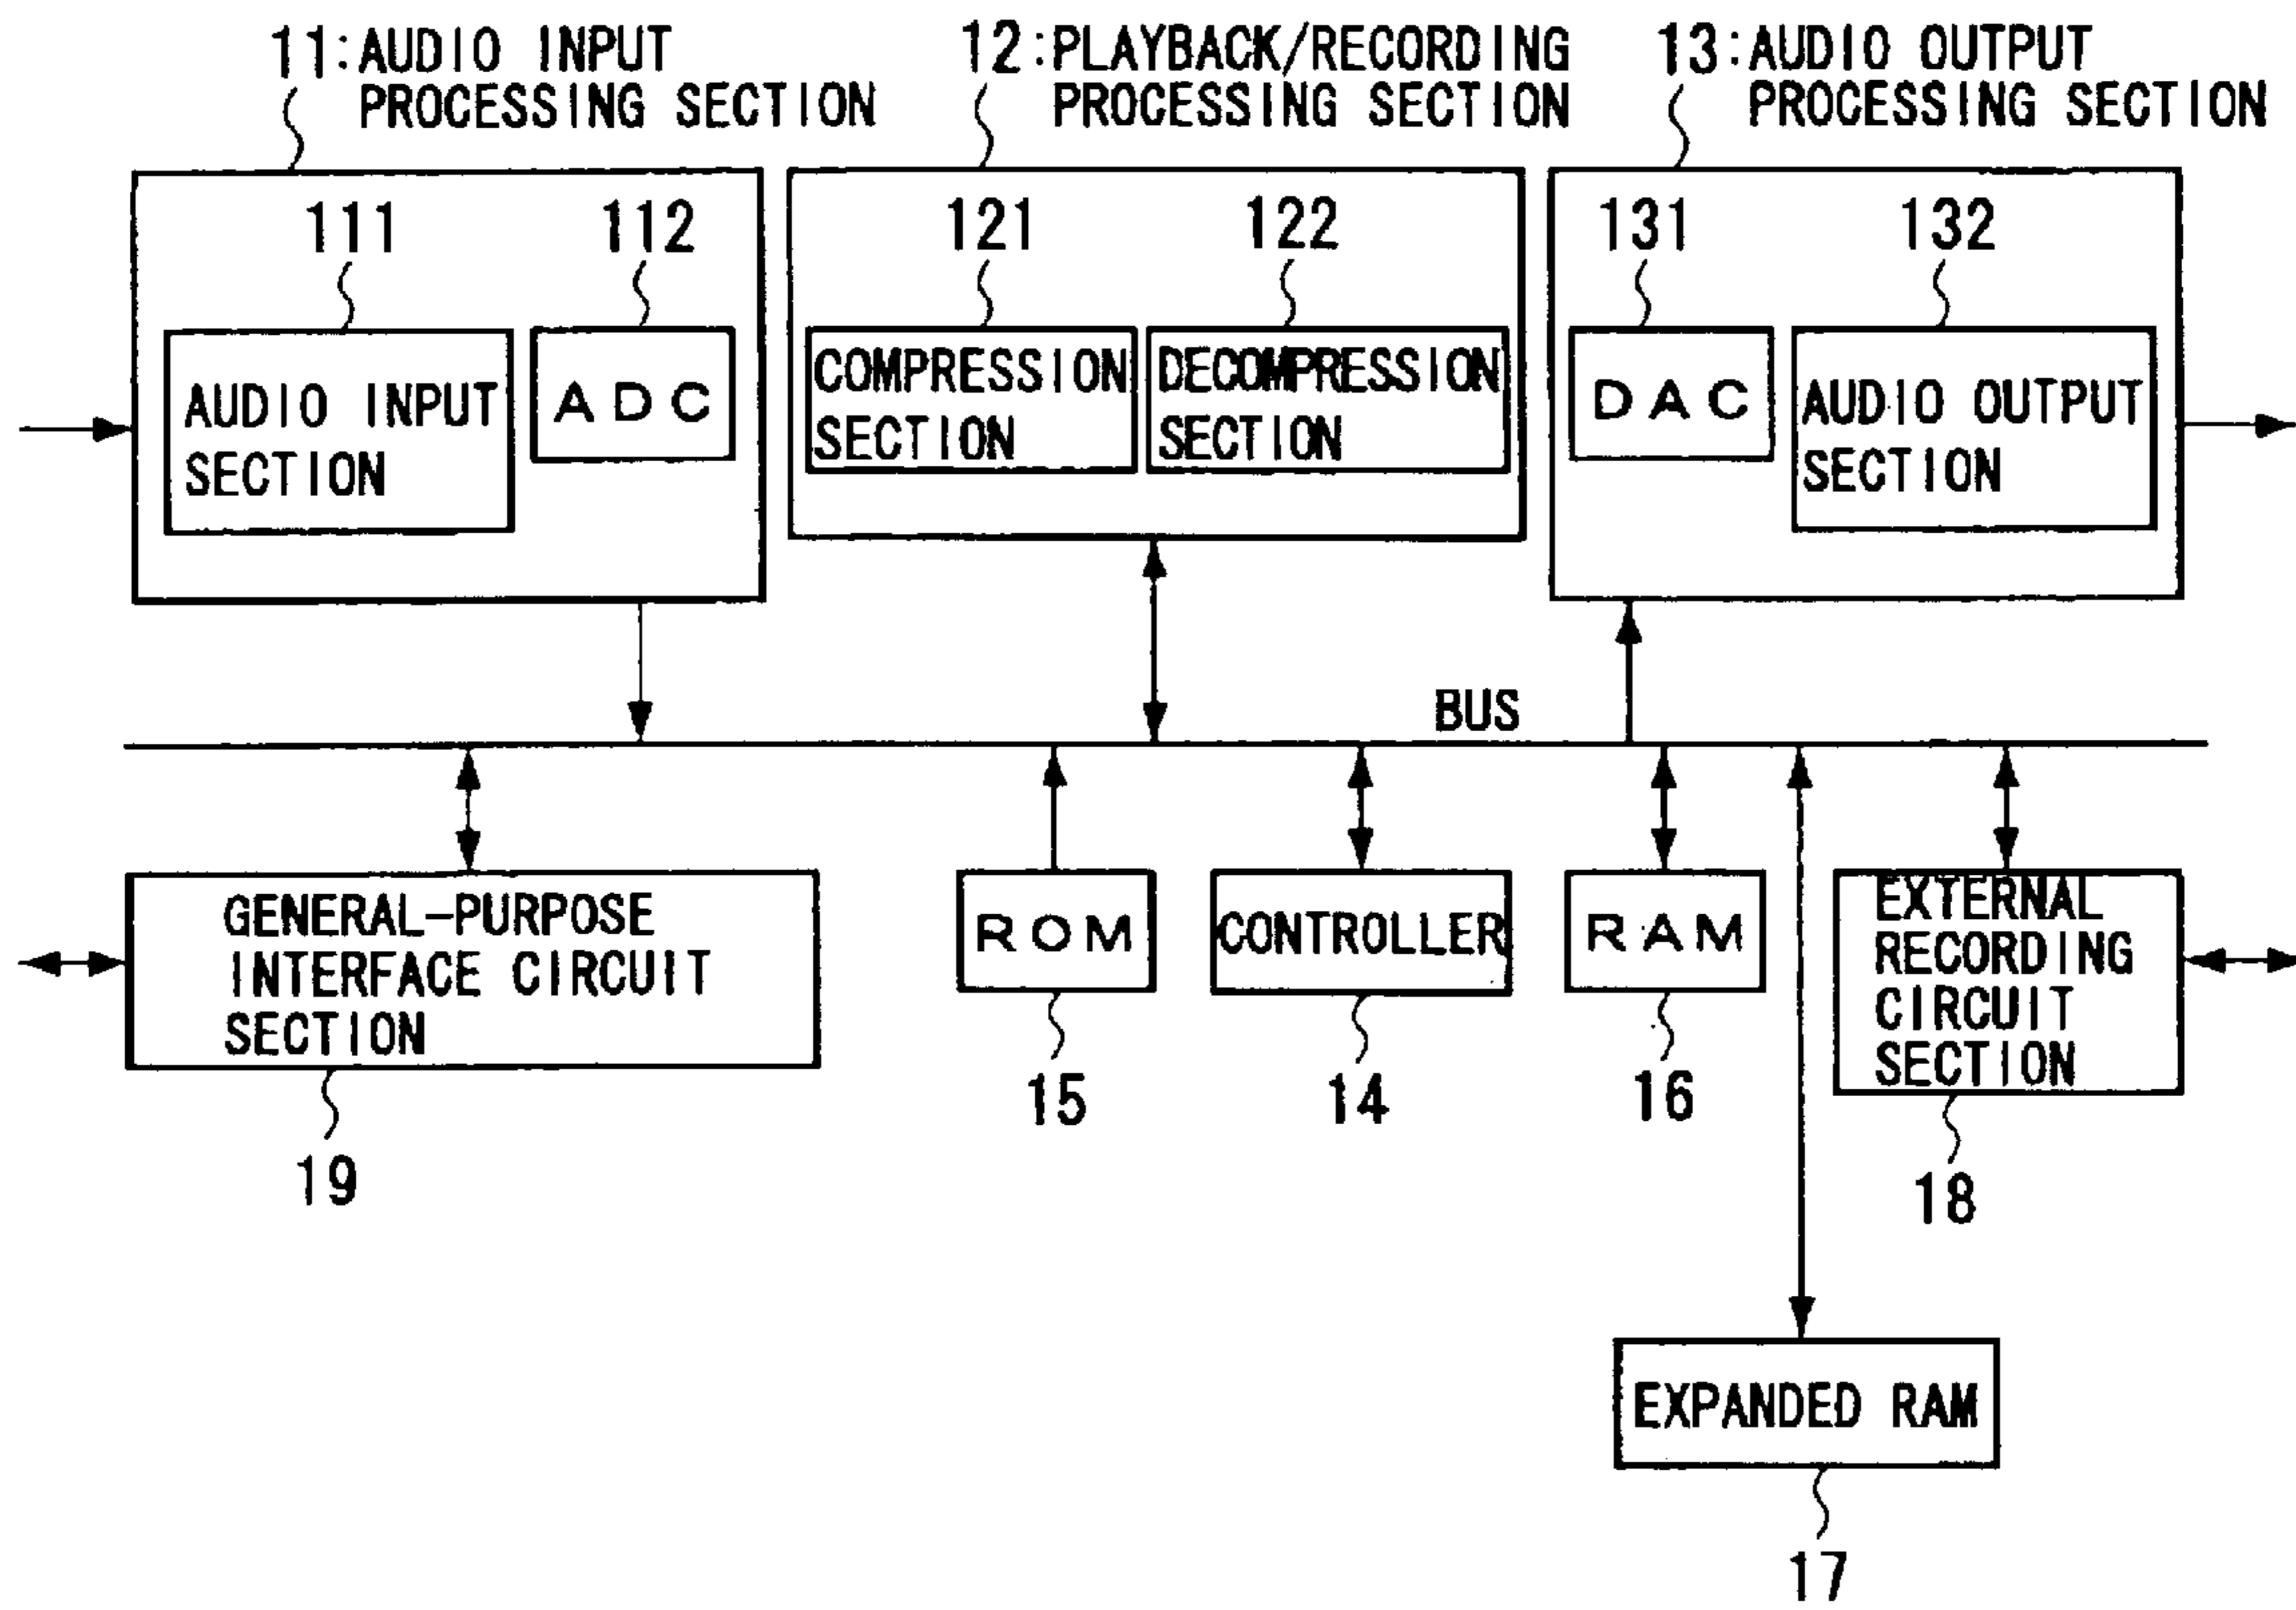 11:AUDIO INPUT
PROCESSING SECTION
12:PLAYBACK/RECORDING
PROCESSING SECTION
13:AUDIO OUTPUT
PROCESSING SECTION
111
112
121
122
131
132
AUDIO INPUT
SECTION
ADC
COMPRESSION
SECTION
DECOMPRESSION
SECTION
DAC
AUDIO OUTPUT
SECTION
BUS
GENERAL-PURPOSE
INTERFACE CIRCUIT
SECTION
ROM
CONTROLLER
RAM
EXTERNAL
RECORDING
CIRCUIT
SECTION
15
14
16
19
18
EXPANDED RAM
17